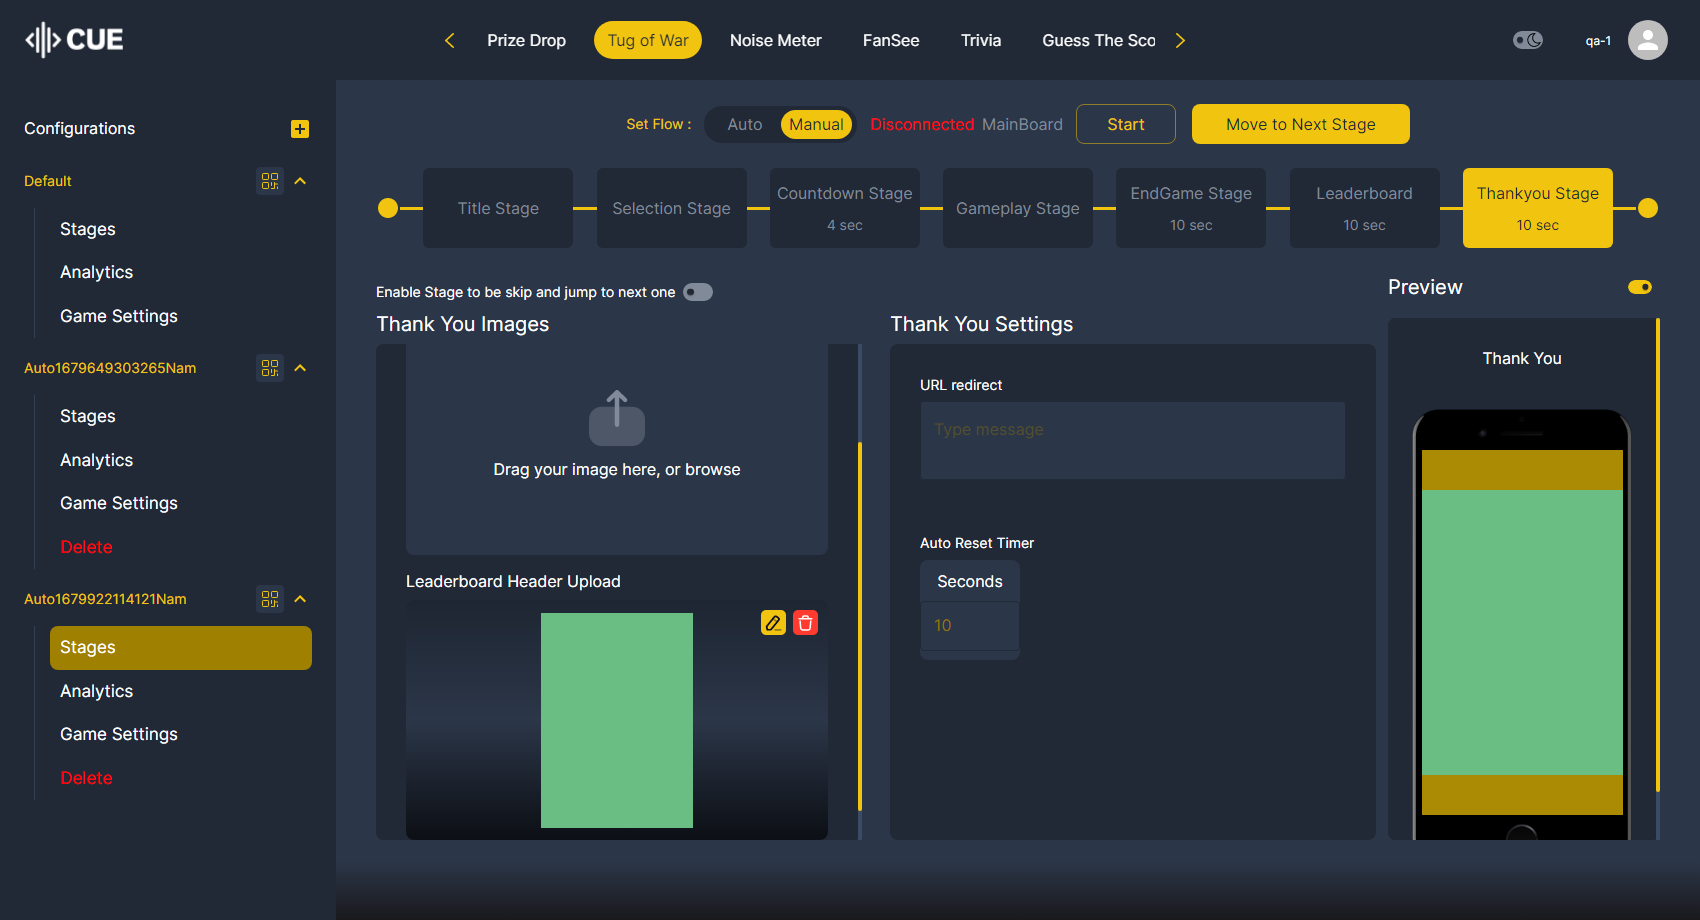 CUE
Prize Drop
Tug of War
Noise Meter
FanSee
Trivia
Guess The Sco
qa-1
Configurations
Default
Stages
Analytics
Game Settings
Auto1679649303265Nam
Stages
Analytics
Game Settings
Delete
Auto1679922114121Nam
Stages
Analytics
Game Settings
Delete
Set Flow :
Auto
Manual
Disconnected MainBoard
Start
Move to Next Stage
Title Stage
Selection Stage
Countdown Stage
4 sec
Gameplay Stage
EndGame Stage
10 sec
Leaderboard
10 sec
Thankyou Stage
10 sec
Enable Stage to be skip and jump to next one
Thank You Images
Drag your image here, or browse
Leaderboard Header Upload
Thank You Settings
URL redirect
Type message
Auto Reset Timer
Seconds
10
Preview
Thank You